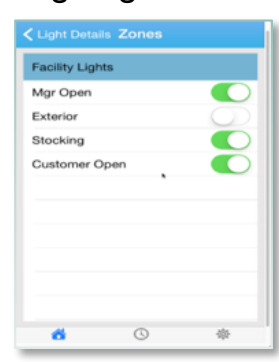 Light Details Zones
Facility Lights
Mgr Open
Exterior
Stocking
Customer Open